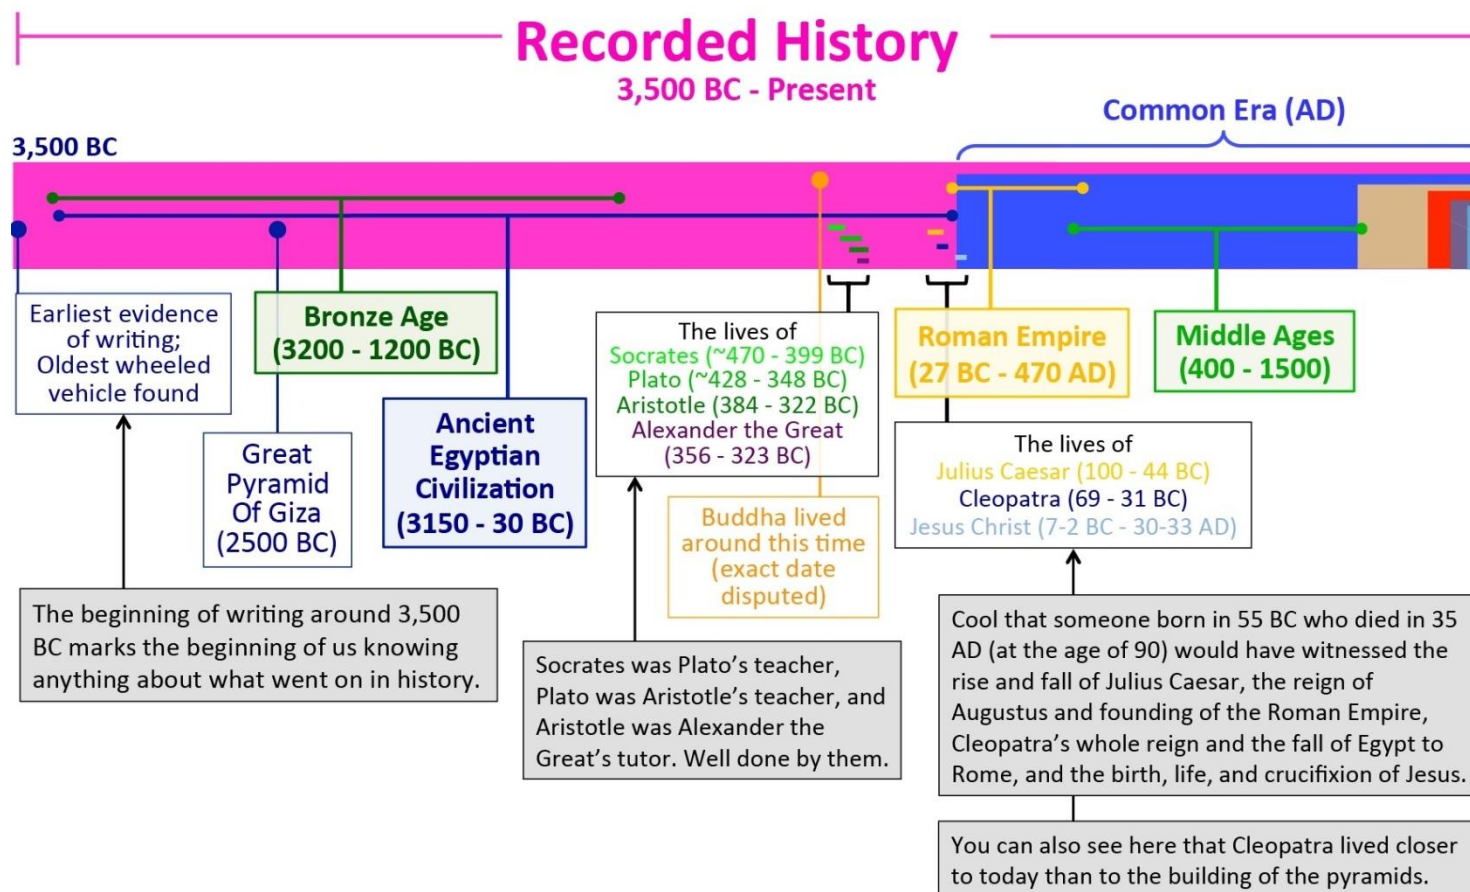 Recorded History
3,500 BC - Present
Common Era (AD)
3,500 BC
Earliest evidence
of writing;
Oldest wheeled
vehicle found
Bronze Age
(3200 - 1200 BC)
Great
Pyramid
Of Giza
(2500 BC)
Ancient
Egyptian
Civilization
(3150 - 30 BC)
The lives of
Socrates (~470 - 399 BC)
Plato (~428 - 348 BC)
Aristotle (384 - 322 BC)
Alexander the Great
(356 - 323 BC)
Buddha lived
around this time
(exact date
disputed)
Roman Empire
(27 BC - 470 AD)
Middle Ages
(400 - 1500)
The lives of
Julius Caesar (100 - 44 BC)
Cleopatra (69 - 31 BC)
Jesus Christ (7-2 BC - 30-33 AD)
The beginning of writing around 3,500
BC marks the beginning of us knowing
anything about what went on in history.
Socrates was Plato’s teacher,
Plato was Aristotle’s teacher, and
Aristotle was Alexander the
Great’s tutor. Well done by them.
Cool that someone born in 55 BC who died in 35
AD (at the age of 90) would have witnessed the
rise and fall of Julius Caesar, the reign of
Augustus and founding of the Roman Empire,
Cleopatra’s whole reign and the fall of Egypt to
Rome, and the birth, life, and crucifixion of Jesus.
You can also see here that Cleopatra lived closer
to today than to the building of the pyramids.